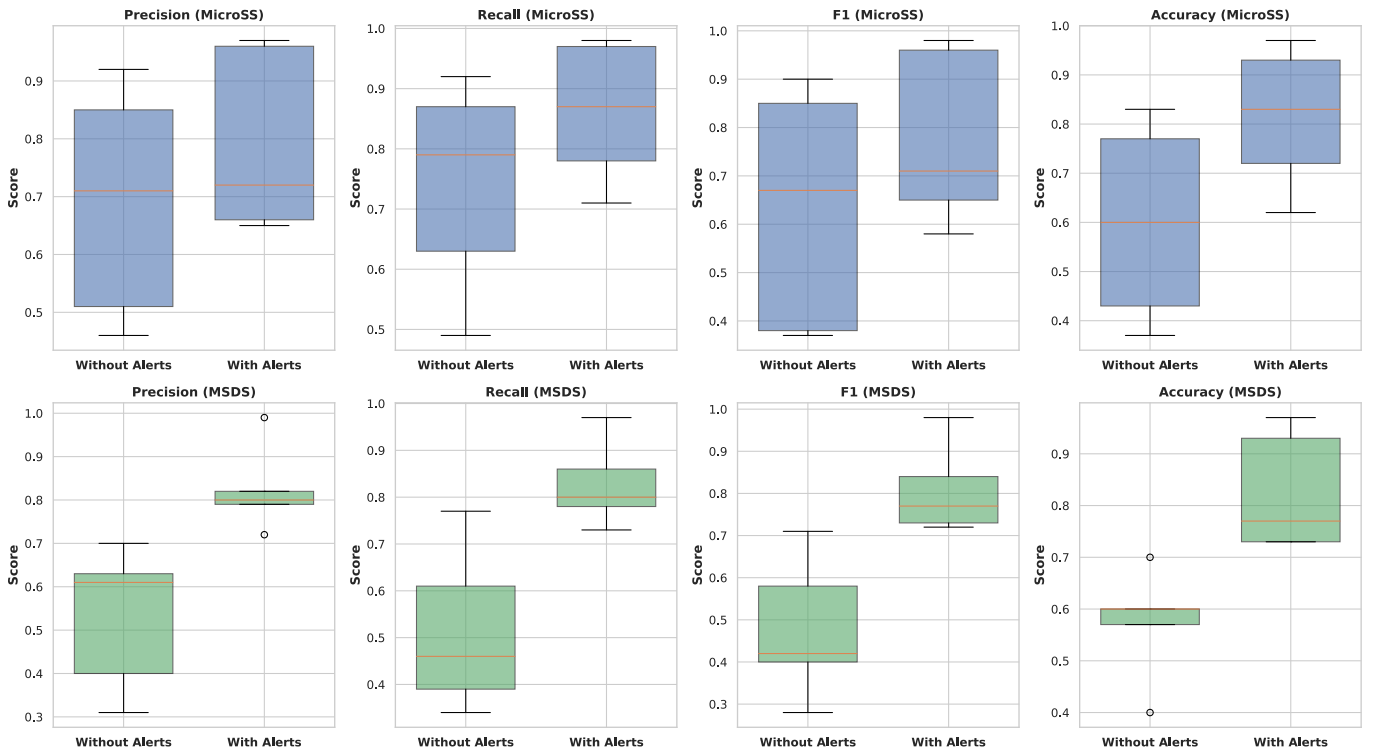 Precision (MicroSS)
Score
0.9
0.8
0.7
0.6
0.5
Without Alerts
With Alerts
Recall (MicroSS)
1.0
0.9
0.8
0.7
0.6
0.5
Without Alerts
With Alerts
F1 (MicroSS)
Score
1.0
0.9
0.8
0.7
0.6
0.5
0.4
Without Alerts
With Alerts
Accuracy (MicroSS)
Score
1.0
0.9
0.8
0.7
0.6
0.5
0.4
Without Alerts
With Alerts
Precision (MSDS)
Score
1.0
0.9
0.8
0.7
0.6
0.5
0.4
0.3
Without Alerts
With Alerts
Recall (MSDS)
Score
1.0
0.9
0.8
0.7
0.6
0.5
0.4
Without Alerts
With Alerts
F1 (MSDS)
Score
1.0
0.9
0.8
0.7
0.6
0.5
0.4
0.3
Without Alerts
With Alerts
Accuracy (MSDS)
Score
0.9
0.8
0.7
0.6
0.5
0.4
Without Alerts
With Alerts